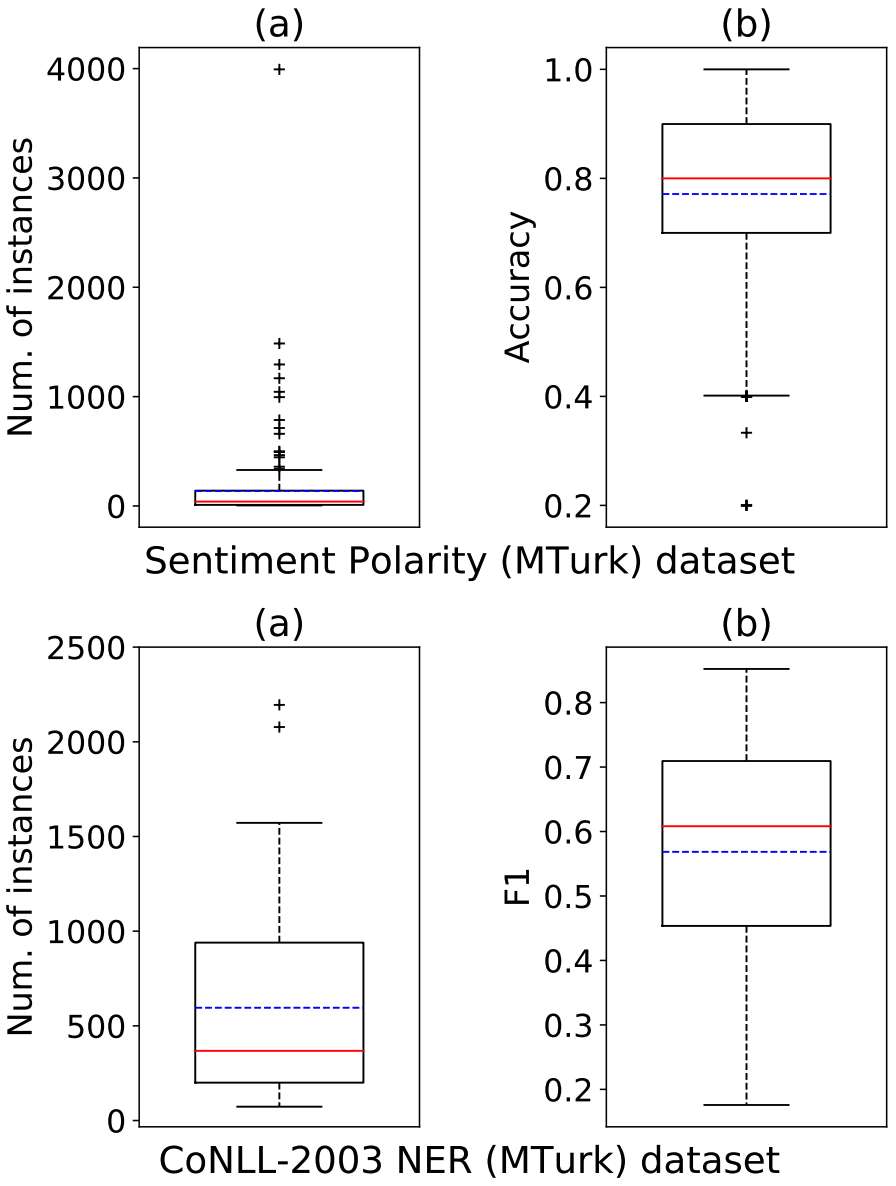 (a)
Num. of instances
4000
3000
2000
1000
0
(b)
Accuracy
1.0
0.8
0.6
0.4
0.2
Sentiment Polarity (MTurk) dataset
(a)
Num. of instances
2500
2000
1500
1000
500
0
(b)
F1
0.8
0.7
0.6
0.5
0.4
0.3
0.2
CoNLL-2003 NER (MTurk) dataset